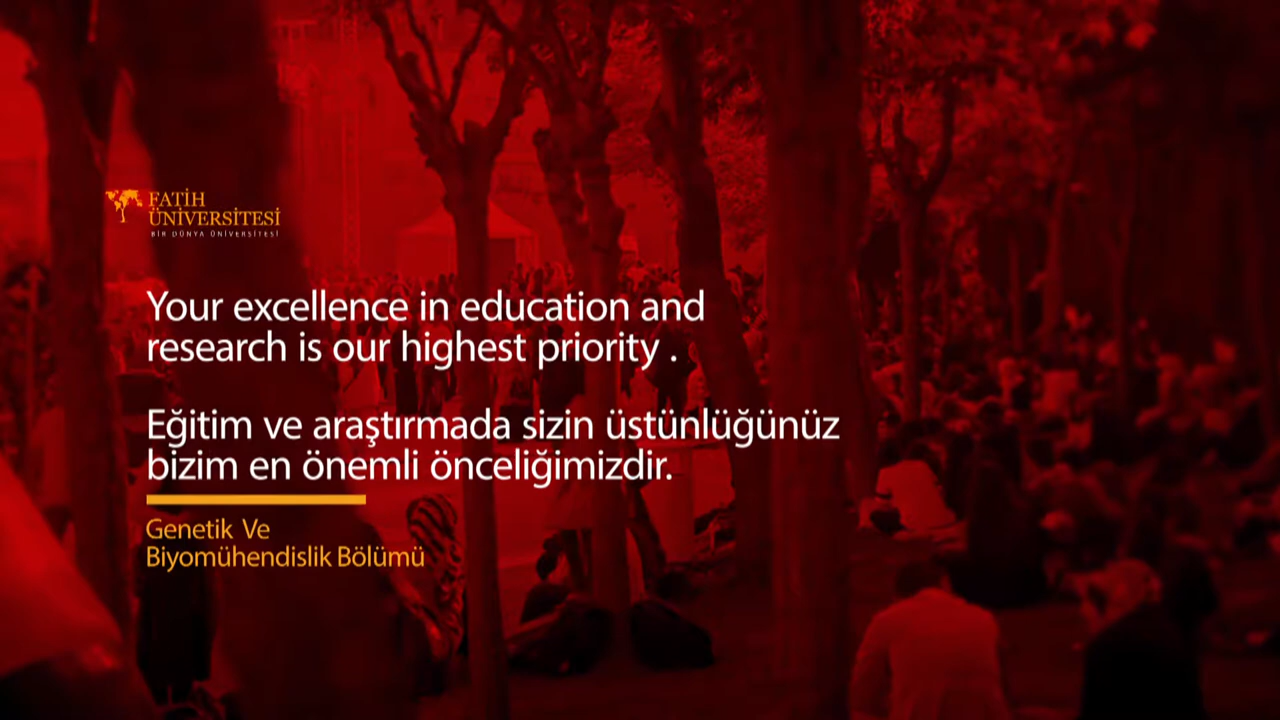 FATİH
ÜNİVERSİTESİ
BİR DÜNYA ÜNİVERSİTESİ
Your excellence in education and
research is our highest priority .
Eğitim ve araştırmada sizin üstünlüğünüz
bizim en önemli önceliğimizdir.
Genetik Ve
Biyomühendislik Bölümü